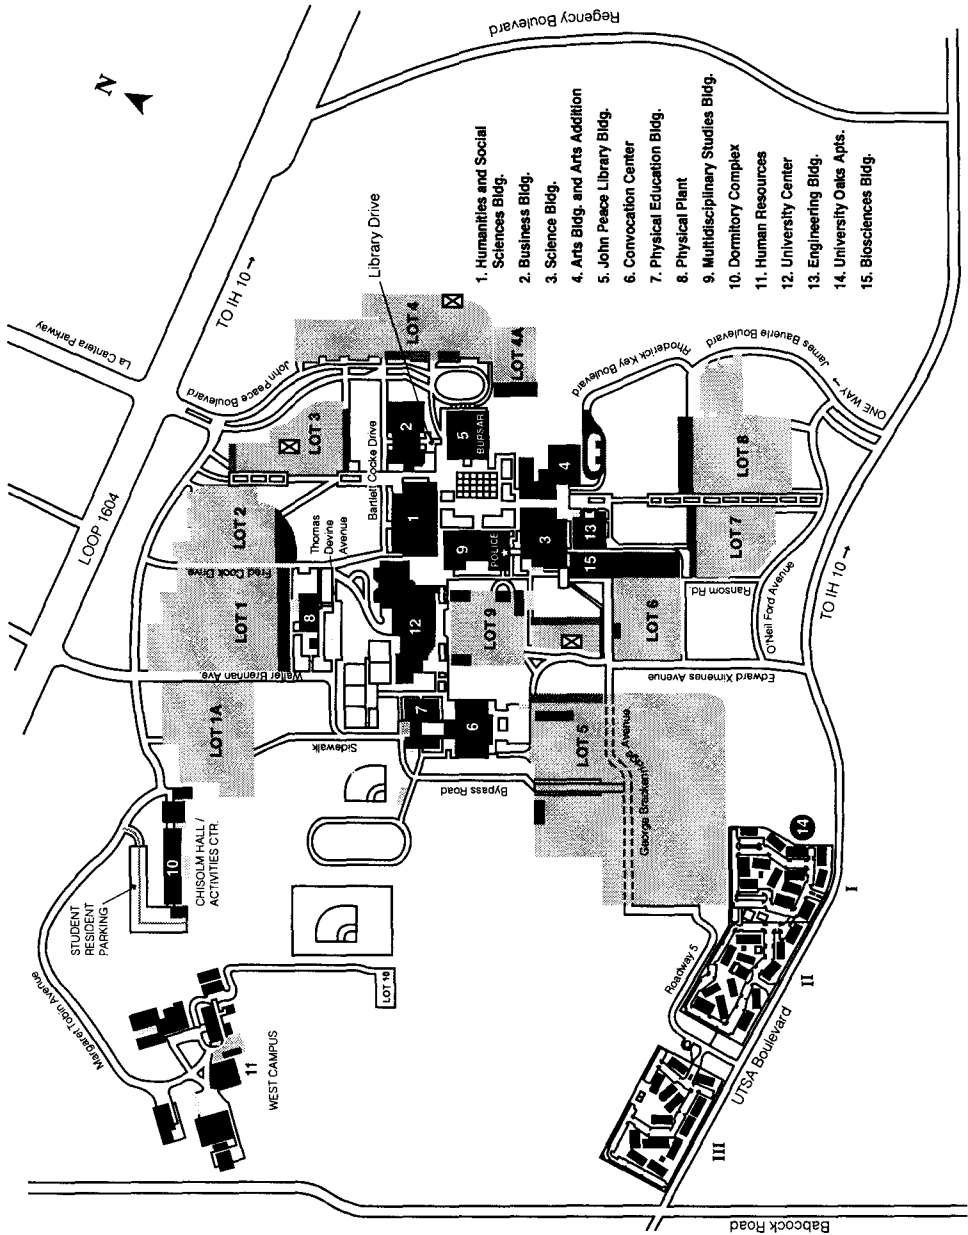 N
Regency Boulevard
La Cantera Parkway
TO IH 10 →
LOOP 1604
John Peace Boulevard
Library Drive
LOT 4
LOT 4A
LOT 3
LOT 2
LOT 1
LOT 1A
Bartlett Cocke Drive
Thomas
Devine
Avenue
Fred Cook Drive
Walter Brennan Ave.
Sidewalk
Bypass Road
1
2
3
4
5
BURSAR
6
7
8
9
POLICE
10
11
12
13
14
15
LOT 9
LOT 6
LOT 5
LOT 7
LOT 8
LOT 10
Rhoderick Key Boulevard
James Bauerle Boulevard
ONE WAY →
Ransom Rd.
O'Neil Ford Avenue
Edward Ximenes Avenue
TO IH 10 →
George Brackenridge Avenue
Roadway 5
UTSA Boulevard
I
II
III
Babcock Road
Margaret Tobin Avenue
STUDENT
RESIDENT
PARKING
CHISOLM HALL /
ACTIVITIES CTR.
WEST CAMPUS
1. Humanities and Social
Sciences Bldg.
2. Business Bldg.
3. Science Bldg.
4. Arts Bldg. and Arts Addition
5. John Peace Library Bldg.
6. Convocation Center
7. Physical Education Bldg.
8. Physical Plant
9. Multidisciplinary Studies Bldg.
10. Dormitory Complex
11. Human Resources
12. University Center
13. Engineering Bldg.
14. University Oaks Apts.
15. Biosciences Bldg.